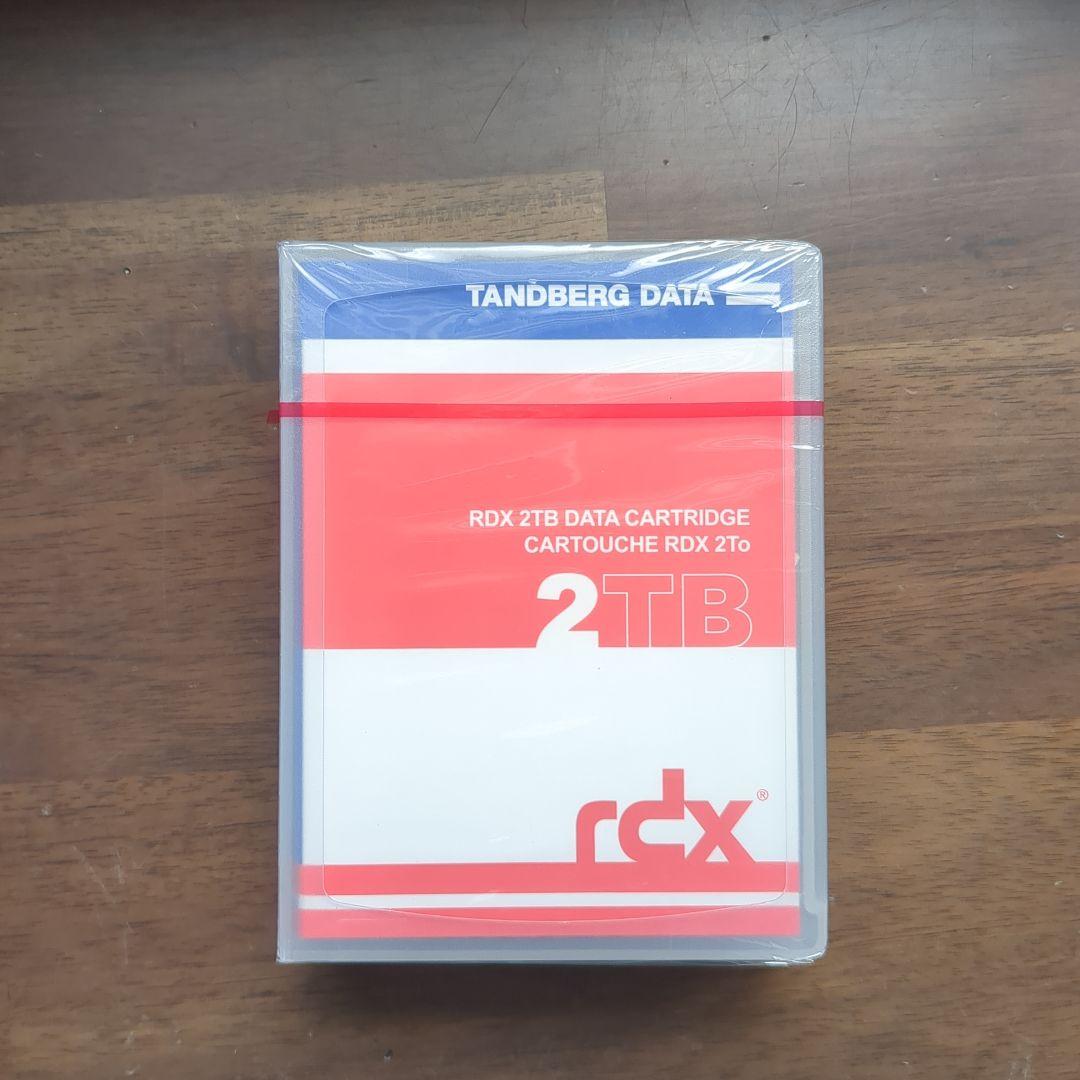 TANDBERG DATA
RDX 2TB DATA CARTRIDGE
CARTOUCHE RDX 2To
2TB
rdx®